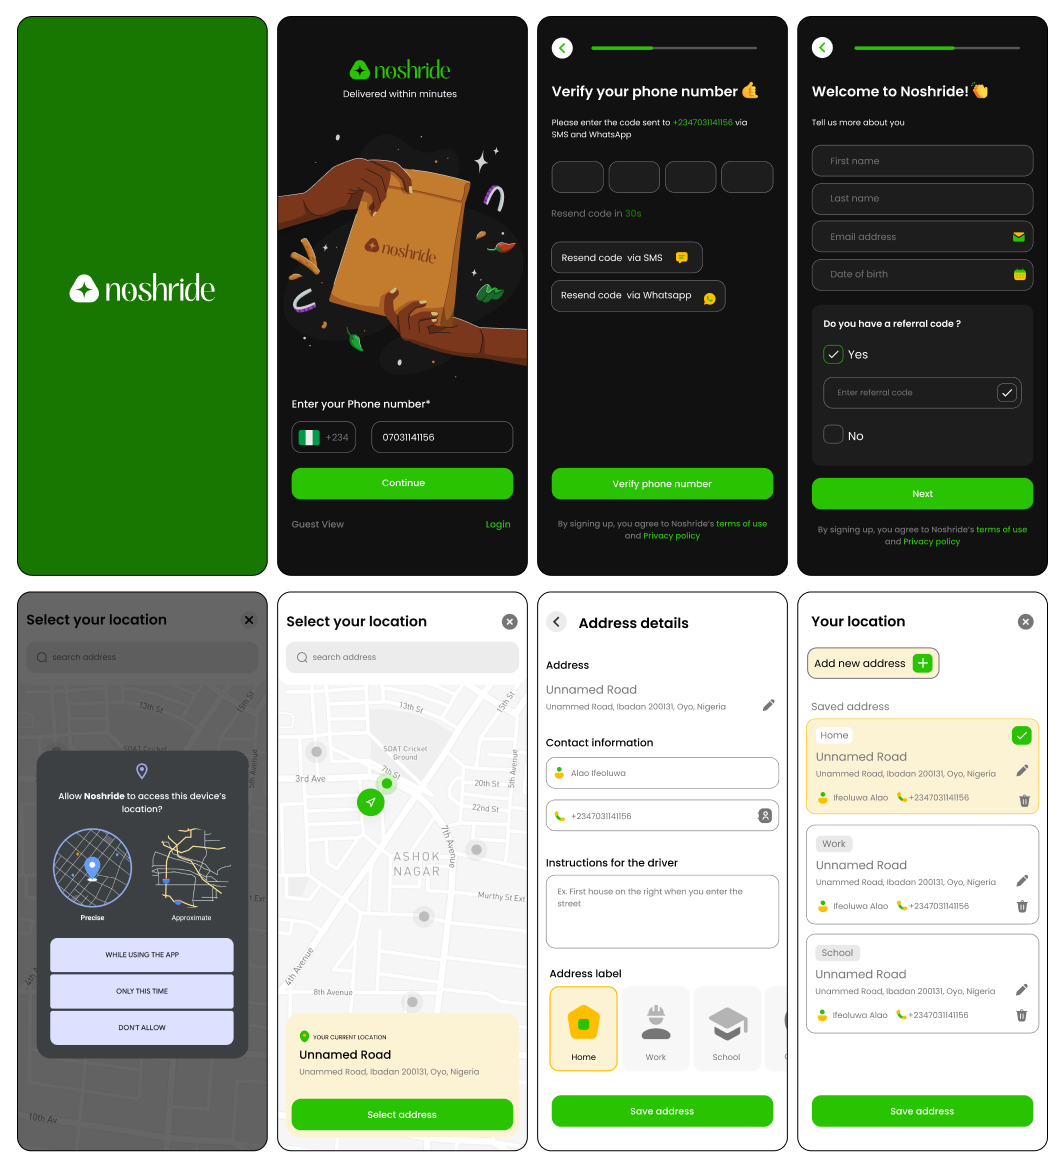 noshride
noshride
Delivered within minutes
noshride
Enter your Phone number*
+234
07031141156
Continue
Guest View
Login
Verify your phone number
Please enter the code sent to +2347031141156 via
SMS and WhatsApp
Resend code in 30s
Resend code via SMS
Resend code via Whatsapp
Verify phone number
By signing up, you agree to Noshride's terms of use
and Privacy policy
Welcome to Noshride!
Tell us more about you
First name
Last name
Email address
Date of birth
Do you have a referral code ?
Yes
Enter referral code
No
Next
By signing up, you agree to Noshride's terms of use
and Privacy policy
Select your location
search address
13th St
15th St
SDAT Cricket
5th Avenue
Allow Noshride to access this device's
location?
Precise
Approximate
WHILE USING THE APP
ONLY THIS TIME
DON'T ALLOW
t Ext
4th A
10th Av
Select your location
search address
13th St
15th St
SDAT Cricket
Ground
7th St
3rd Ave
20th St
5th Avenue
22nd St
7th Avenue
ASHOK
NAGAR
Murthy St Ext
4th Avenue
8th Avenue
YOUR CURRENT LOCATION
Unnamed Road
Unnamed Road, Ibadan 200131, Oyo, Nigeria
Select address
Address details
Address
Unnamed Road
Unnamed Road, Ibadan 200131, Oyo, Nigeria
Contact information
Alao Ifeoluwa
+2347031141156
Instructions for the driver
Ex. First house on the right when you enter the
street
Address label
Home
Work
School
Save address
Your location
Add new address
Saved address
Home
Unnamed Road
Unammed Road, Ibadan 200131, Oyo, Nigeria
Ifeoluwa Alao
+2347031141156
Work
Unnamed Road
Unammed Road, Ibadan 200131, Oyo, Nigeria
Ifeoluwa Alao
+2347031141156
School
Unnamed Road
Unammed Road, Ibadan 200131, Oyo, Nigeria
Ifeoluwa Alao
+2347031141156
Save address